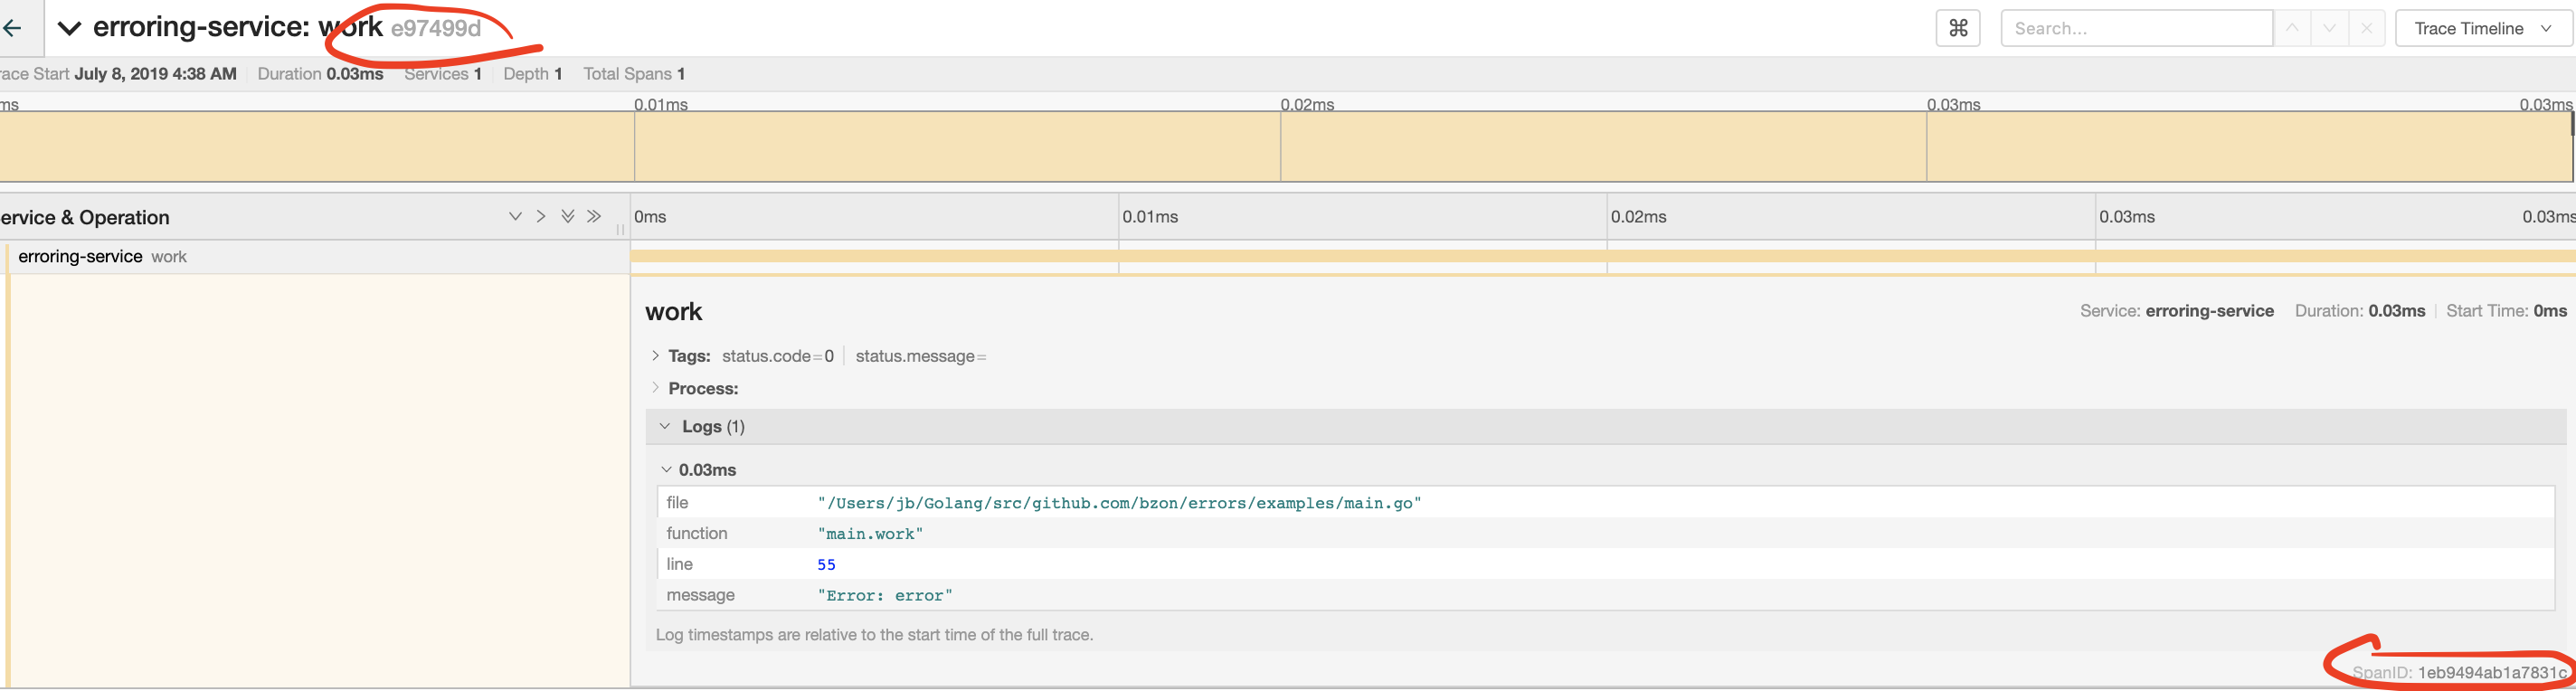 erroring-service: work e97499d
Search...
Trace Timeline
race Start July 8, 2019 4:38 AM Duration 0.03ms Services 1 Depth 1 Total Spans 1
ms 0.01ms 0.02ms 0.03ms 0.03ms
ervice & Operation 0ms 0.01ms 0.02ms 0.03ms 0.03ms
erroring-service work
work Service: erroring-service Duration: 0.03ms Start Time: 0ms
Tags: status.code=0 status.message=
Process:
Logs (1)
0.03ms
file "/Users/jb/Golang/src/github.com/bzon/errors/examples/main.go"
function "main.work"
line 55
message "Error: error"
Log timestamps are relative to the start time of the full trace.
SpanID: 1eb9494ab1a7831c